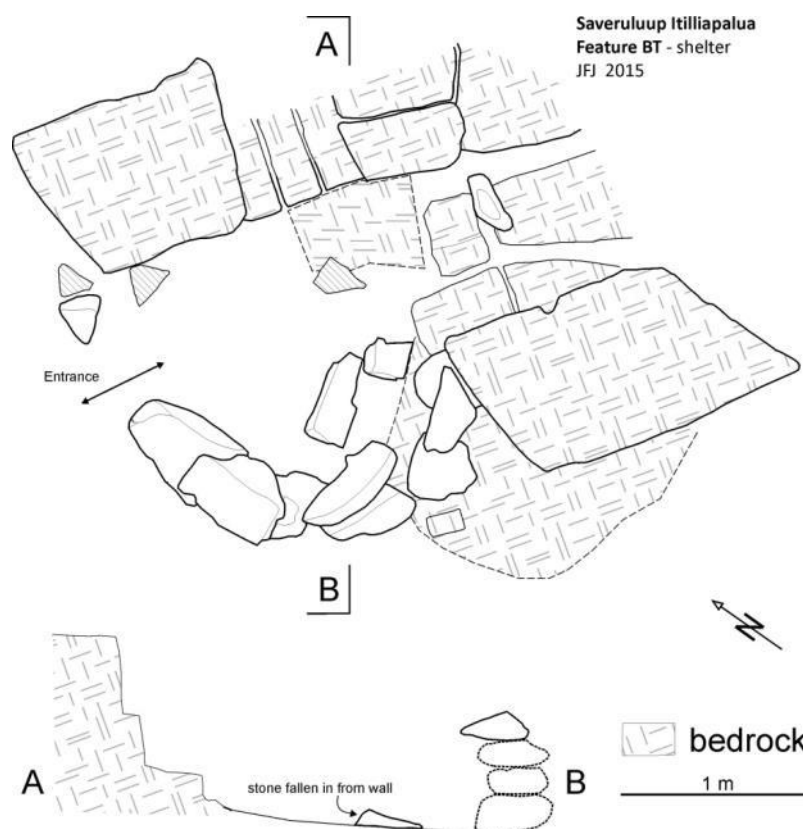 Saveruluup Itilliapalua
Feature BT - shelter
JFJ 2015
A
Entrance
B
N
A
stone fallen in from wall
B
bedrock
1 m